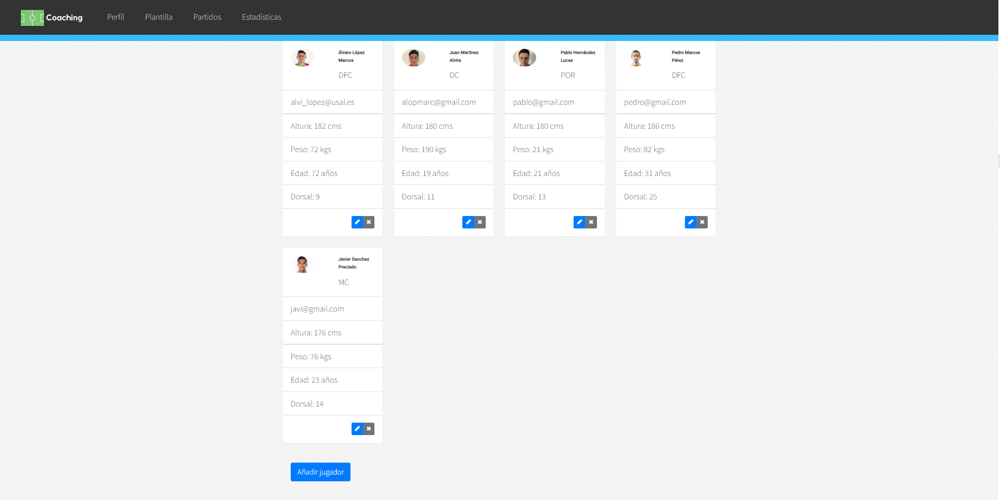 Coaching
Perfil
Plantilla
Partidos
Estadísticas
Álvaro López
Marcos
DFC
alvi_lopez@usal.es
Altura: 182 cms
Peso: 72 kgs
Edad: 72 años
Dorsal: 9
Juan Martinez
Alvira
DC
alopmarc@gmail.com
Altura: 180 cms
Peso: 190 kgs
Edad: 19 años
Dorsal: 11
Pablo Hernández
Lucas
POR
pablo@gmail.com
Altura: 180 cms
Peso: 21 kgs
Edad: 21 años
Dorsal: 13
Pedro Marcos
Pérez
DFC
pedro@gmail.com
Altura: 186 cms
Peso: 82 kgs
Edad: 31 años
Dorsal: 25
Javier Sanchez
Preciado
MC
javi@gmail.com
Altura: 176 cms
Peso: 76 kgs
Edad: 23 años
Dorsal: 14
Añadir jugador